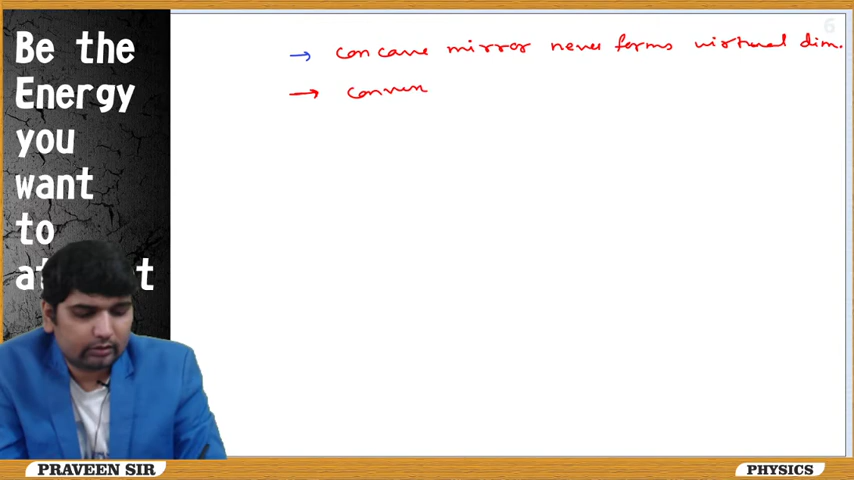 Be the
Energy
you
want
to
→ concave mirror never forms virtual dim.
→ convex
6
PRAVEEN SIR
PHYSICS